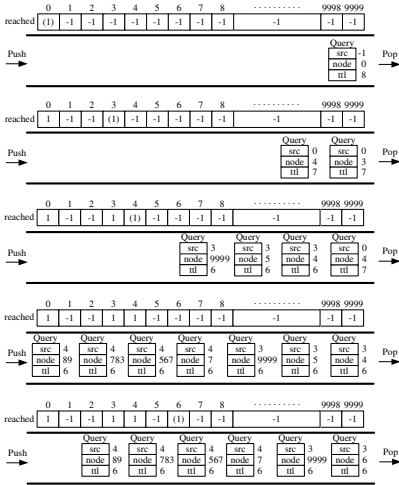 0 1 2 3 4 5 6 7 8 .......... 9998 9999
reached (1) -1 -1 -1 -1 -1 -1 -1 -1 -1 -1 -1
Push Pop
Query
src -1
node 0
ttl 8
0 1 2 3 4 5 6 7 8 .......... 9998 9999
reached 1 -1 -1 (1) -1 -1 -1 -1 -1 -1 -1 -1
Push Pop
Query Query
src 0 src 0
node 4 node 3
ttl 7 ttl 7
0 1 2 3 4 5 6 7 8 .......... 9998 9999
reached 1 -1 -1 1 (1) -1 -1 -1 -1 -1 -1 -1
Push Pop
Query Query Query Query
src 3 src 3 src 3 src 0
node 9999 node 5 node 4 node 4
ttl 6 ttl 6 ttl 6 ttl 7
0 1 2 3 4 5 6 7 8 .......... 9998 9999
reached 1 -1 -1 1 1 -1 -1 -1 -1 -1 -1 -1
Push Pop
Query Query Query Query Query Query Query
src 4 src 4 src 4 src 4 src 3 src 3 src 3
node 89 node 783 node 567 node 7 node 9999 node 5 node 4
ttl 6 ttl 6 ttl 6 ttl 6 ttl 6 ttl 6 ttl 6
0 1 2 3 4 5 6 7 8 .......... 9998 9999
reached 1 -1 -1 1 1 -1 (1) -1 -1 -1 -1 -1
Push Pop
Query Query Query Query Query Query
src 4 src 4 src 4 src 4 src 3 src 3
node 89 node 783 node 567 node 7 node 9999 node 6
ttl 6 ttl 6 ttl 6 ttl 6 ttl 6 ttl 6